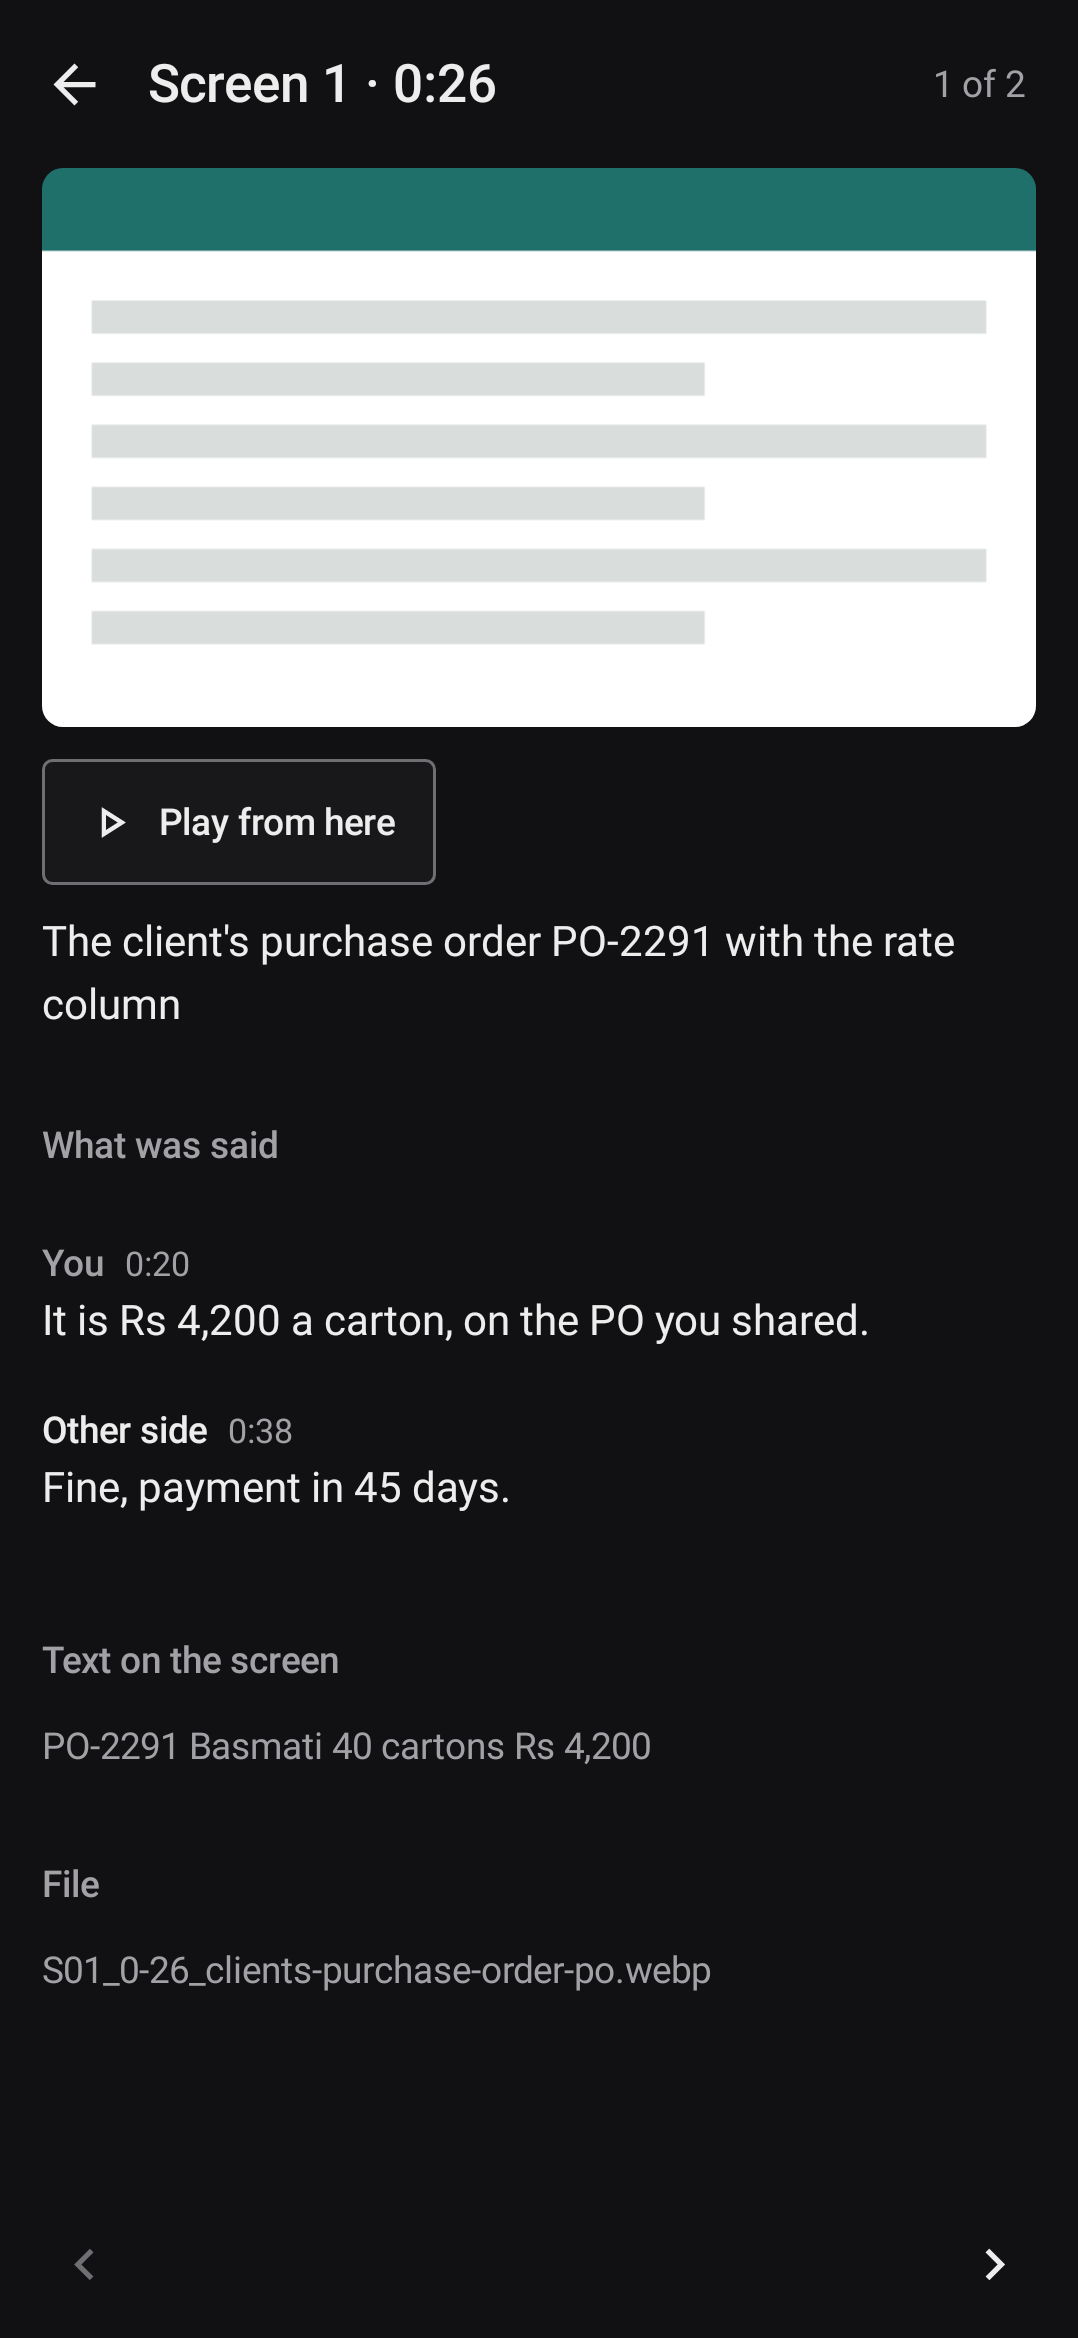 Screen 1 · 0:26
1 of 2
Play from here
The client's purchase order PO-2291 with the rate
column
What was said
You 0:20
It is Rs 4,200 a carton, on the PO you shared.
Other side 0:38
Fine, payment in 45 days.
Text on the screen
PO-2291 Basmati 40 cartons Rs 4,200
File
S01_0-26_clients-purchase-order-po.webp